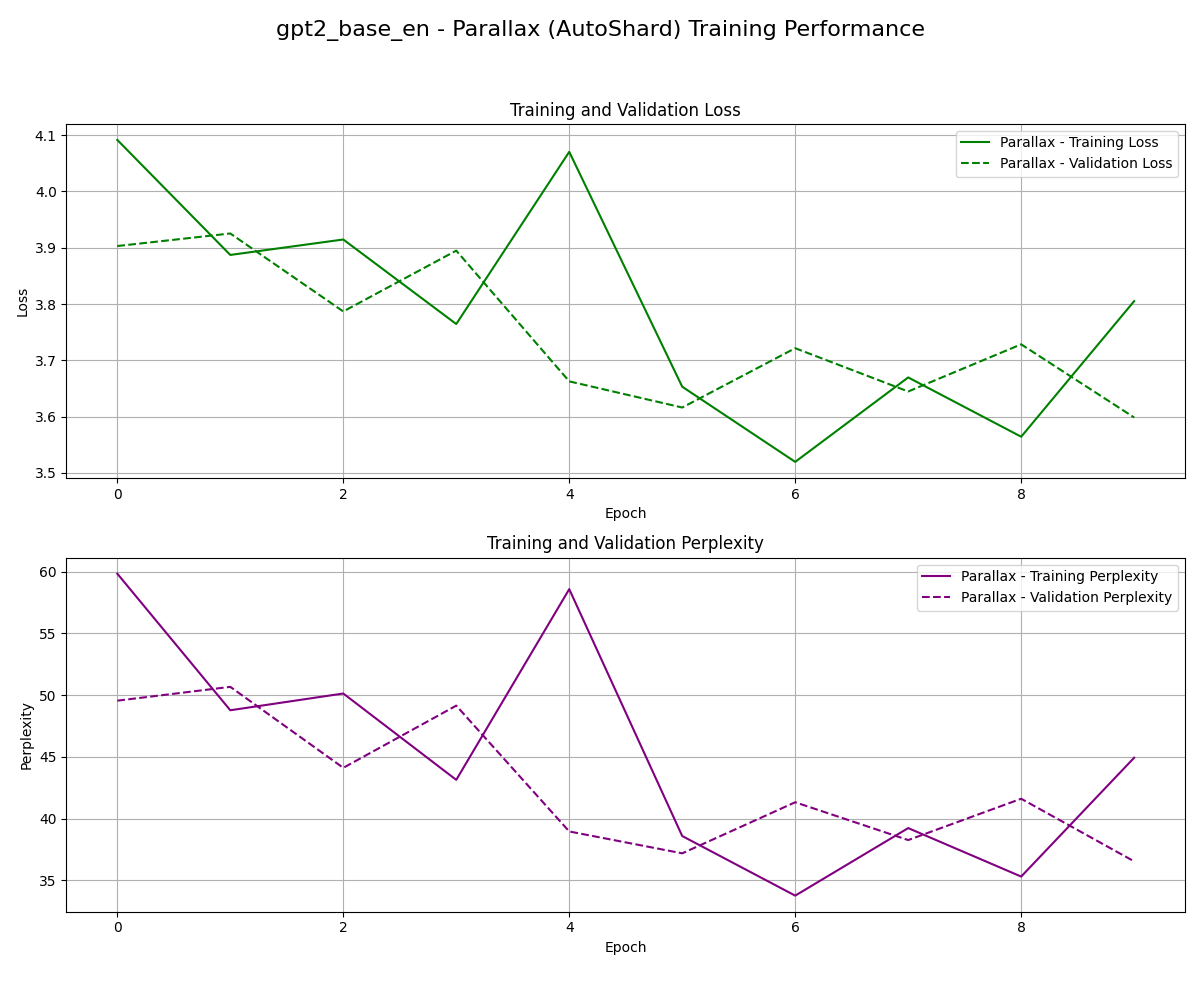 gpt2_base_en - Parallax (AutoShard) Training Performance
Training and Validation Loss
4.1
4.0
3.9
3.8
3.7
3.6
3.5
Loss
Parallax - Training Loss
Parallax - Validation Loss
0 2 4 6 8
Epoch
Training and Validation Perplexity
60
55
50
45
40
35
Perplexity
Parallax - Training Perplexity
Parallax - Validation Perplexity
0 2 4 6 8
Epoch